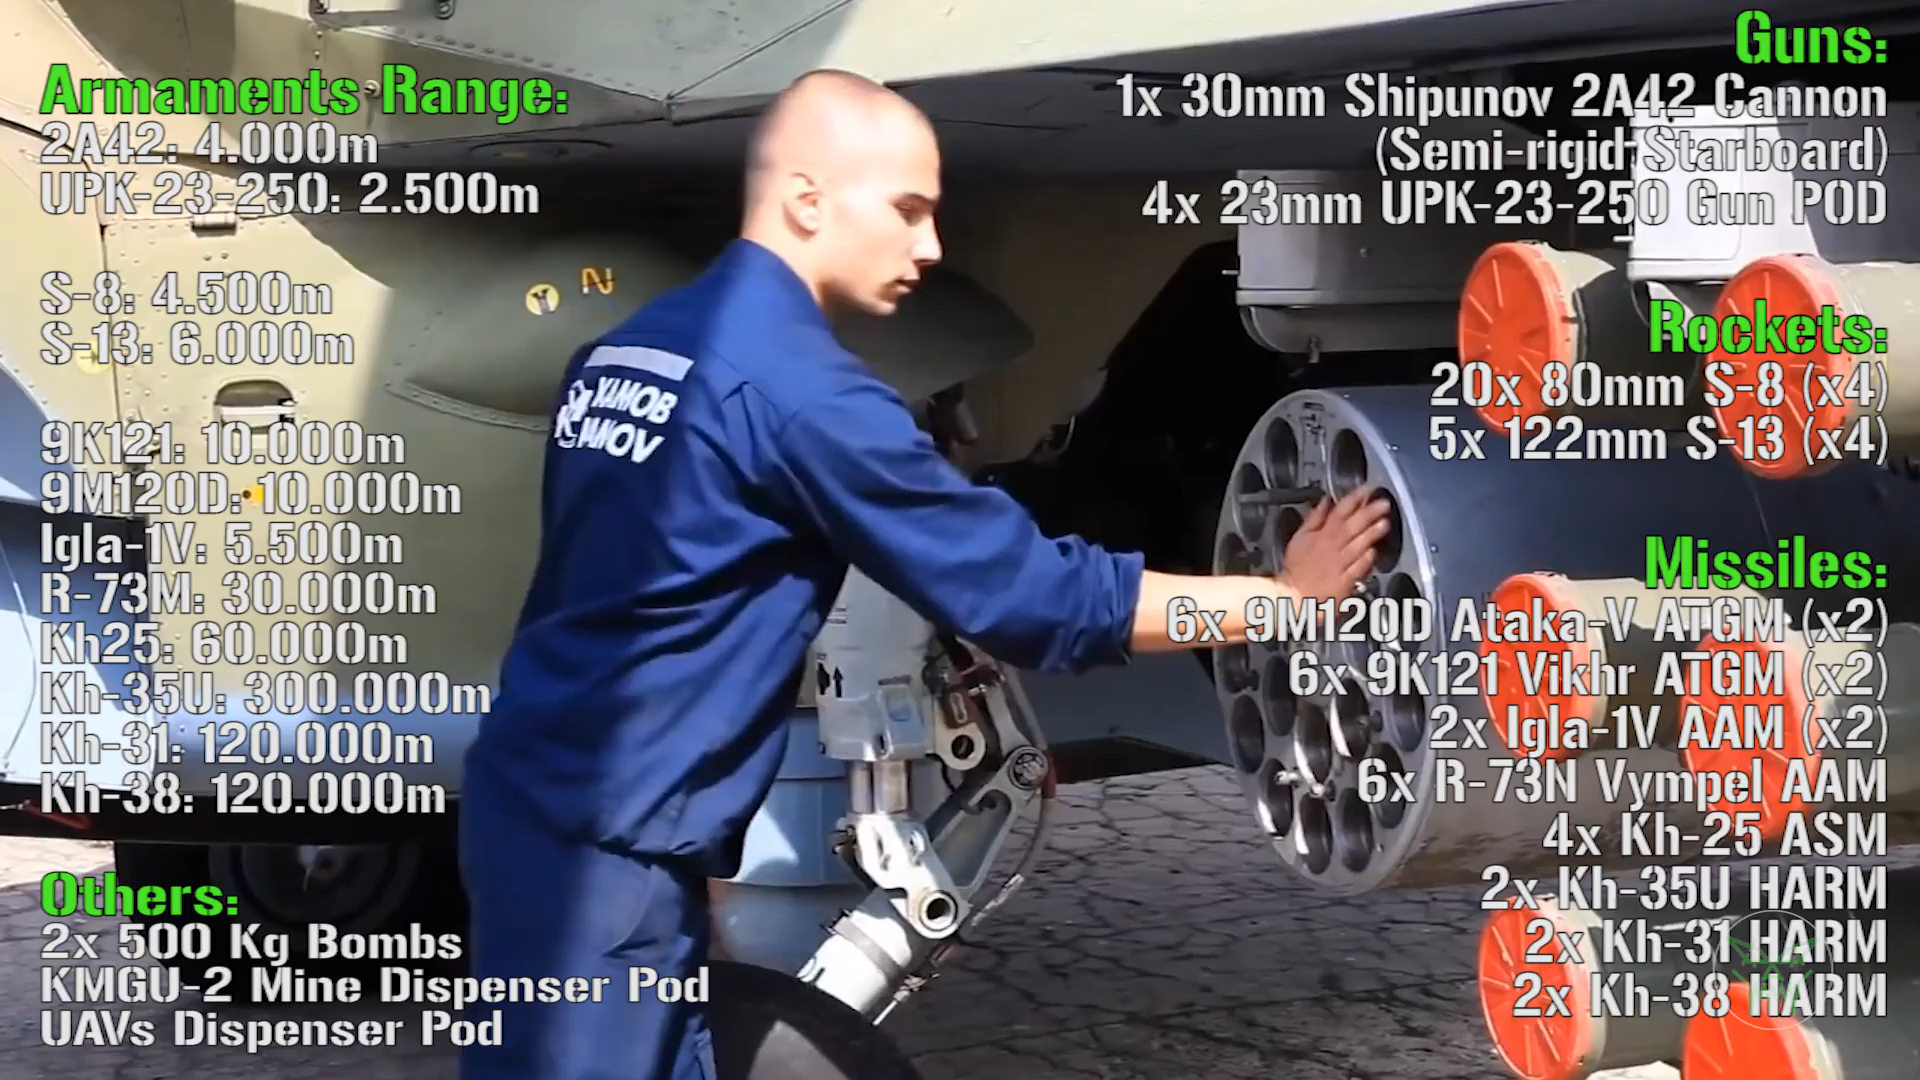 Armaments Range:
2A42: 4.000m
UPK-23-250: 2.500m
S-8: 4.500m
S-13: 6.000m
9K121: 10.000m
9M120D: 10.000m
Igla-1V: 5.500m
R-73M: 30.000m
Kh25: 60.000m
Kh-35U: 300.000m
Kh-31: 120.000m
Kh-38: 120.000m
Others:
2x 500 Kg Bombs
KMGU-2 Mine Dispenser Pod
UAVs Dispenser Pod
Guns:
1x 30mm Shipunov 2A42 Cannon
(Semi-rigid Starboard)
4x 23mm UPK-23-250 Gun POD
Rockets:
20x 80mm S-8 (x4)
5x 122mm S-13 (x4)
Missiles:
6x 9M120D Ataka-V ATGM (x2)
6x 9K121 Vikhr ATGM (x2)
2x Igla-1V AAM (x2)
6x R-73N Vympel AAM
4x Kh-25 ASM
2x Kh-35U HARM
2x Kh-31 HARM
2x Kh-38 HARM